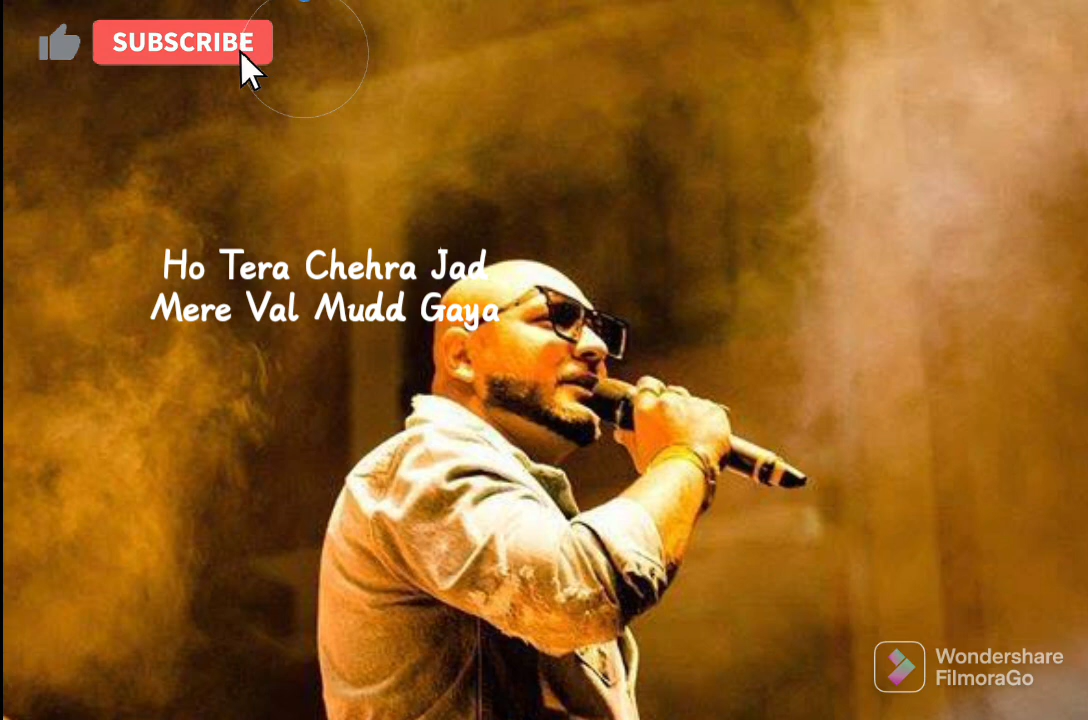 SUBSCRIBE
Ho Tera Chehra Jad
Mere Val Mudd Gaya
Wondershare
FilmoraGo